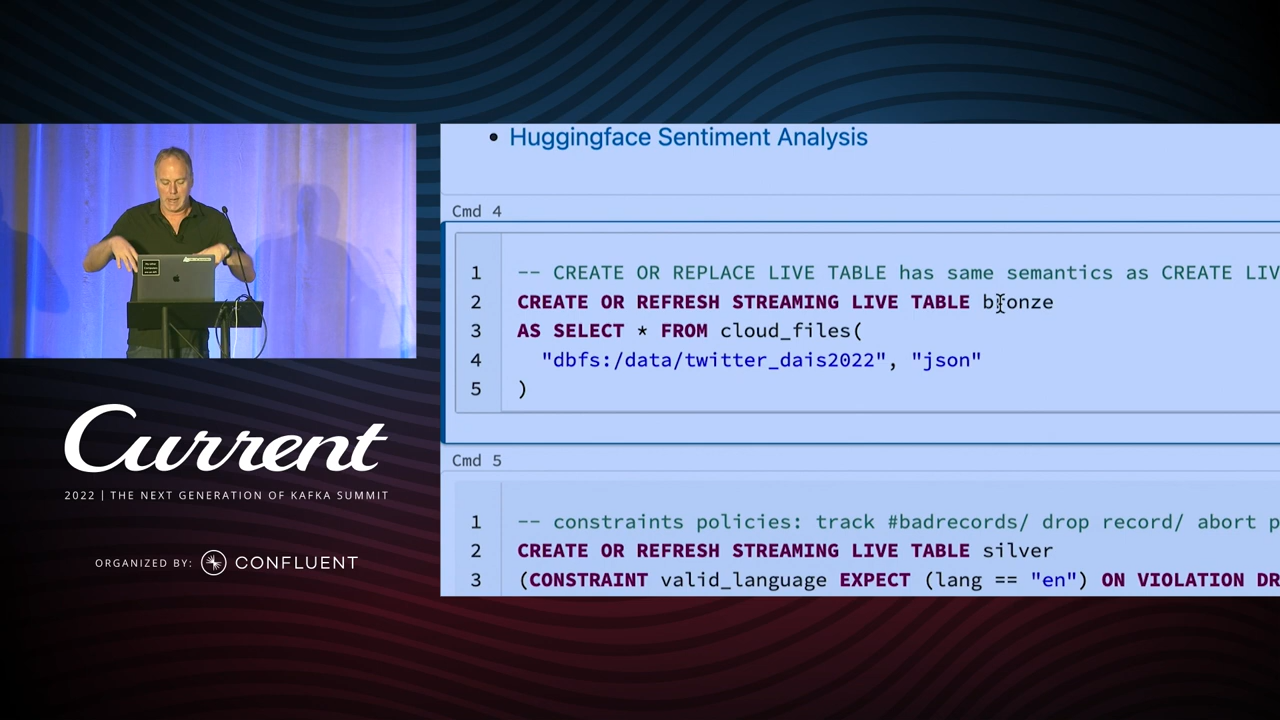 • Huggingface Sentiment Analysis
Cmd 4
1 -- CREATE OR REPLACE LIVE TABLE has same semantics as CREATE LIV
2 CREATE OR REFRESH STREAMING LIVE TABLE bronze
3 AS SELECT * FROM cloud_files(
4 "dbfs:/data/twitter_dais2022", "json"
5 )
Cmd 5
1 -- constraints policies: track #badrecords/ drop record/ abort p
2 CREATE OR REFRESH STREAMING LIVE TABLE silver
3 (CONSTRAINT valid_language EXPECT (lang == "en") ON VIOLATION DR
Current
2022 | THE NEXT GENERATION OF KAFKA SUMMIT
ORGANIZED BY: CONFLUENT